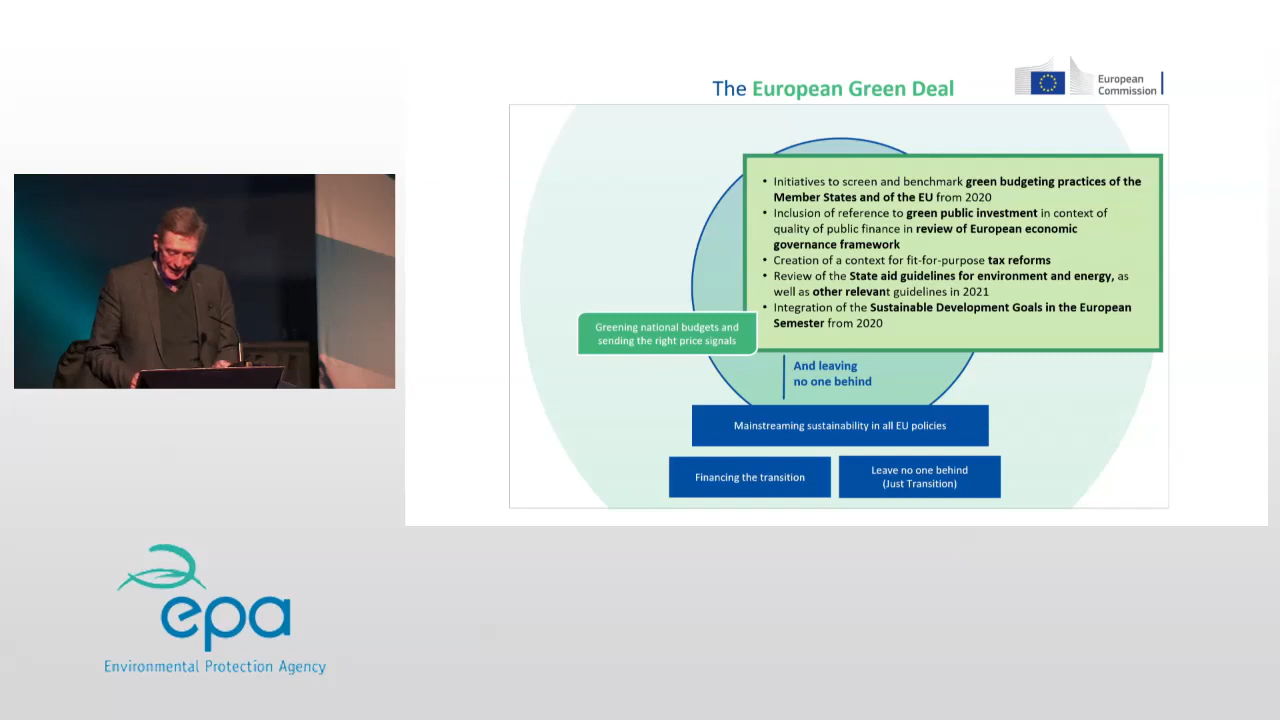 The European Green Deal
European
Commission
• Initiatives to screen and benchmark green budgeting practices of the
Member States and of the EU from 2020
• Inclusion of reference to green public investment in context of
quality of public finance in review of European economic
governance framework
• Creation of a context for fit-for-purpose tax reforms
• Review of the State aid guidelines for environment and energy, as
well as other relevant guidelines in 2021
• Integration of the Sustainable Development Goals in the European
Semester from 2020
Greening national budgets and
sending the right price signals
And leaving
no one behind
Mainstreaming sustainability in all EU policies
Financing the transition
Leave no one behind
(Just Transition)
epa
Environmental Protection Agency